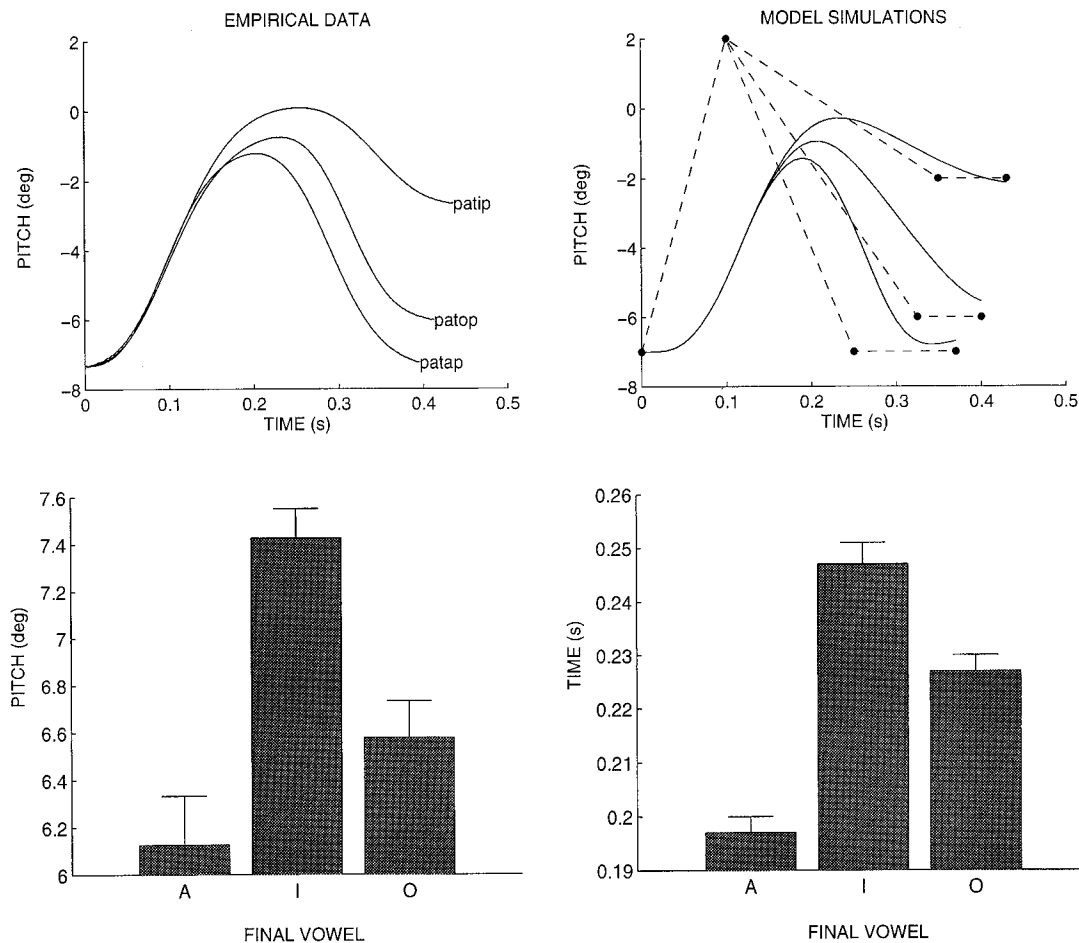 EMPIRICAL DATA
2
0
−2
−4
−6
−8
PITCH (deg)
patip
patop
patap
0 0.1 0.2 0.3 0.4 0.5
TIME (s)
MODEL SIMULATIONS
2
0
−2
−4
−6
−8
PITCH (deg)
0 0.1 0.2 0.3 0.4 0.5
TIME (s)
7.6
7.4
7.2
7
6.8
6.6
6.4
6.2
6
PITCH (deg)
A I O
FINAL VOWEL
0.26
0.25
0.24
0.23
0.22
0.21
0.2
0.19
TIME (s)
A I O
FINAL VOWEL